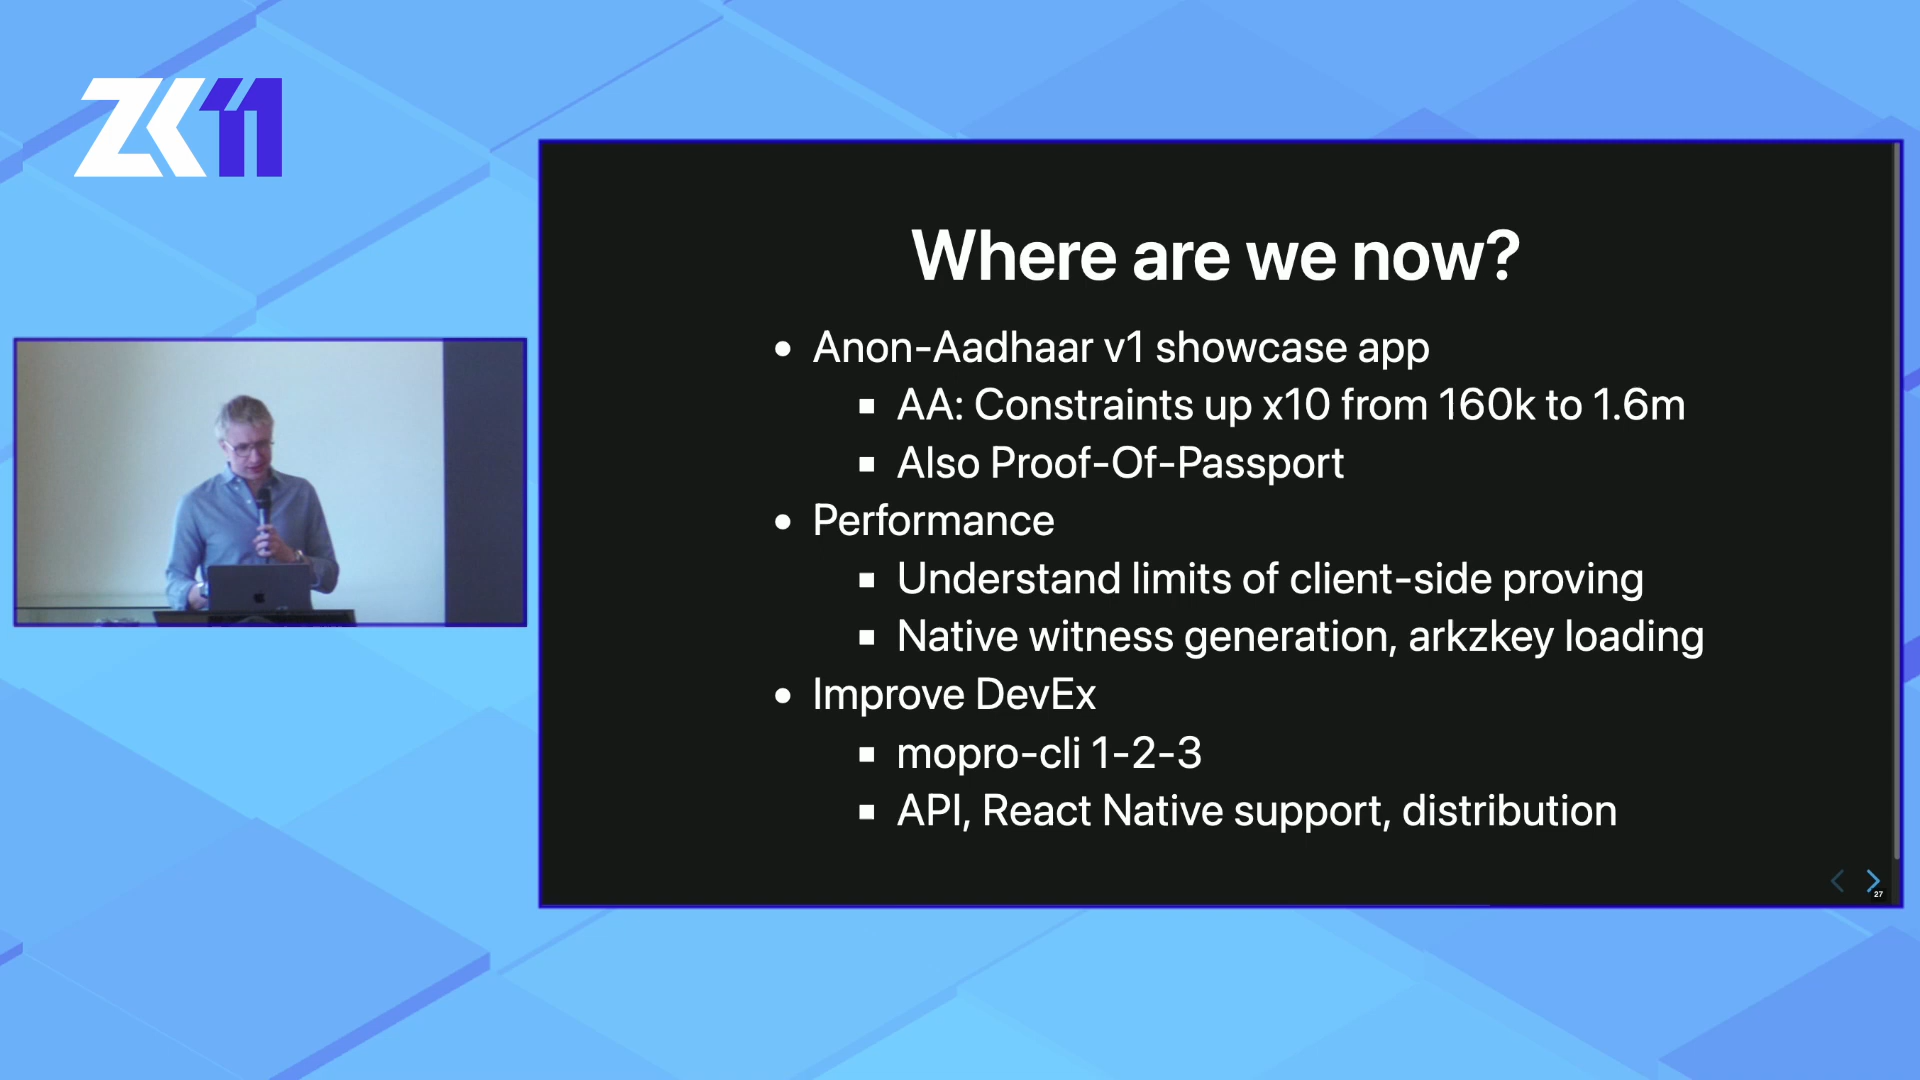 ZK11
Where are we now?
Anon-Aadhaar v1 showcase app
AA: Constraints up x10 from 160k to 1.6m
Also Proof-Of-Passport
Performance
Understand limits of client-side proving
Native witness generation, arkzkey loading
Improve DevEx
mopro-cli 1-2-3
API, React Native support, distribution
27